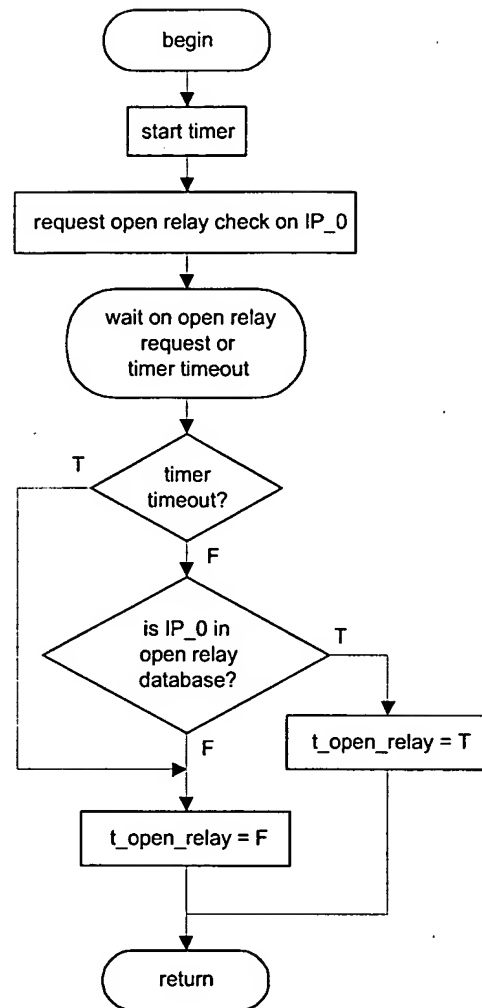 begin
start timer
request open relay check on IP_0
wait on open relay
request or
timer timeout
T
timer
timeout?
F
is IP_0 in
open relay
database?
T
F
t_open_relay = T
t_open_relay = F
return